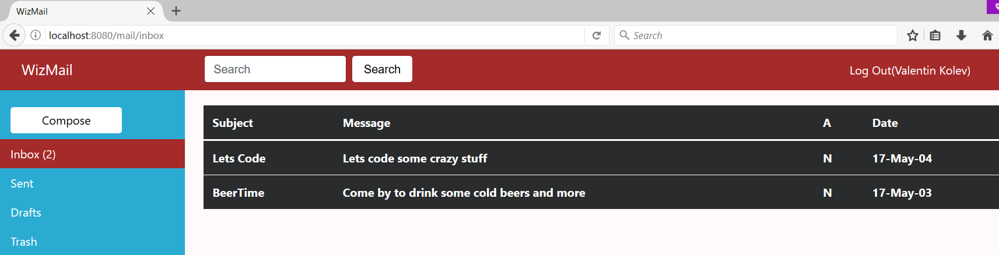 WizMail
localhost:8080/mail/inbox
Search
WizMail
Search
Search
Log Out(Valentin Kolev)
Compose
Inbox (2)
Sent
Drafts
Trash
Subject Message A Date
Lets Code Lets code some crazy stuff N 17-May-04
BeerTime Come by to drink some cold beers and more N 17-May-03